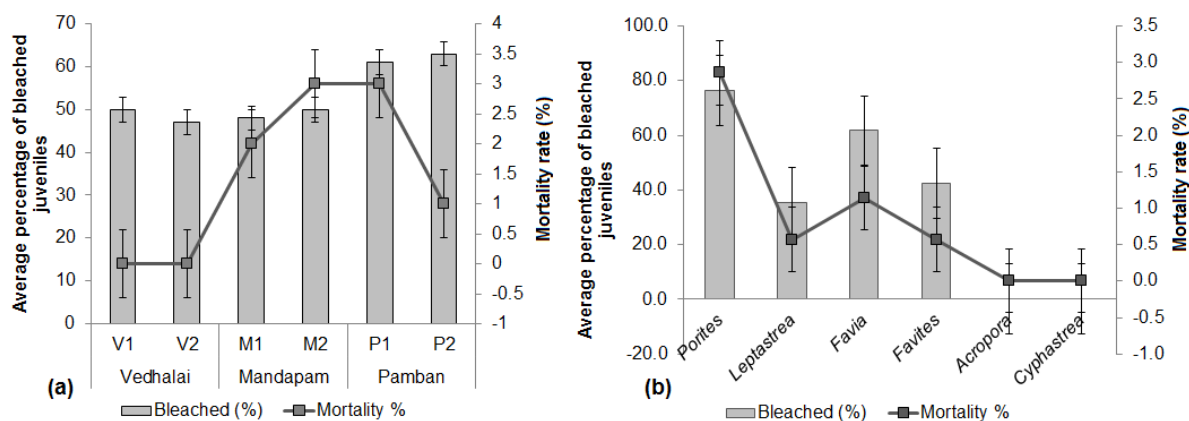 Average percentage of bleached
juveniles
70
60
50
40
30
20
10
0
4
3.5
3
2.5
2
1.5
1
0.5
0
-0.5
-1
Mortality rate (%)
V1 V2 M1 M2 P1 P2
Vedhalai Mandapam Pamban
(a)
Bleached (%) Mortality %
Average percentage of bleached
juveniles
100.0
80.0
60.0
40.0
20.0
0.0
-20.0
3.5
3.0
2.5
2.0
1.5
1.0
0.5
0.0
-0.5
-1.0
Mortality rate (%)
Porites Leptastrea Favia Favites Acropora Cyphastrea
(b)
Bleached (%) Mortality %